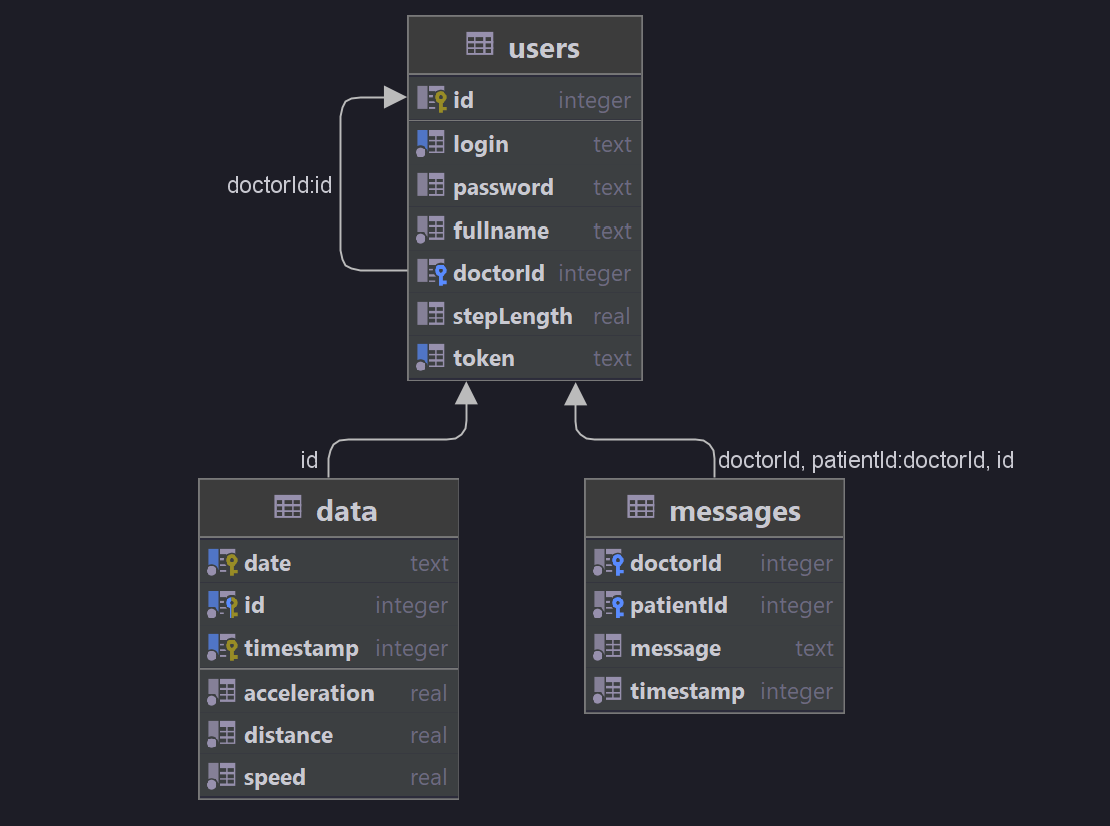 users
id integer
login text
doctorId:id
password text
fullname text
doctorId integer
stepLength real
token text
id
doctorId, patientId:doctorId, id
data
date text
id integer
timestamp integer
acceleration real
distance real
speed real
messages
doctorId integer
patientId integer
message text
timestamp integer